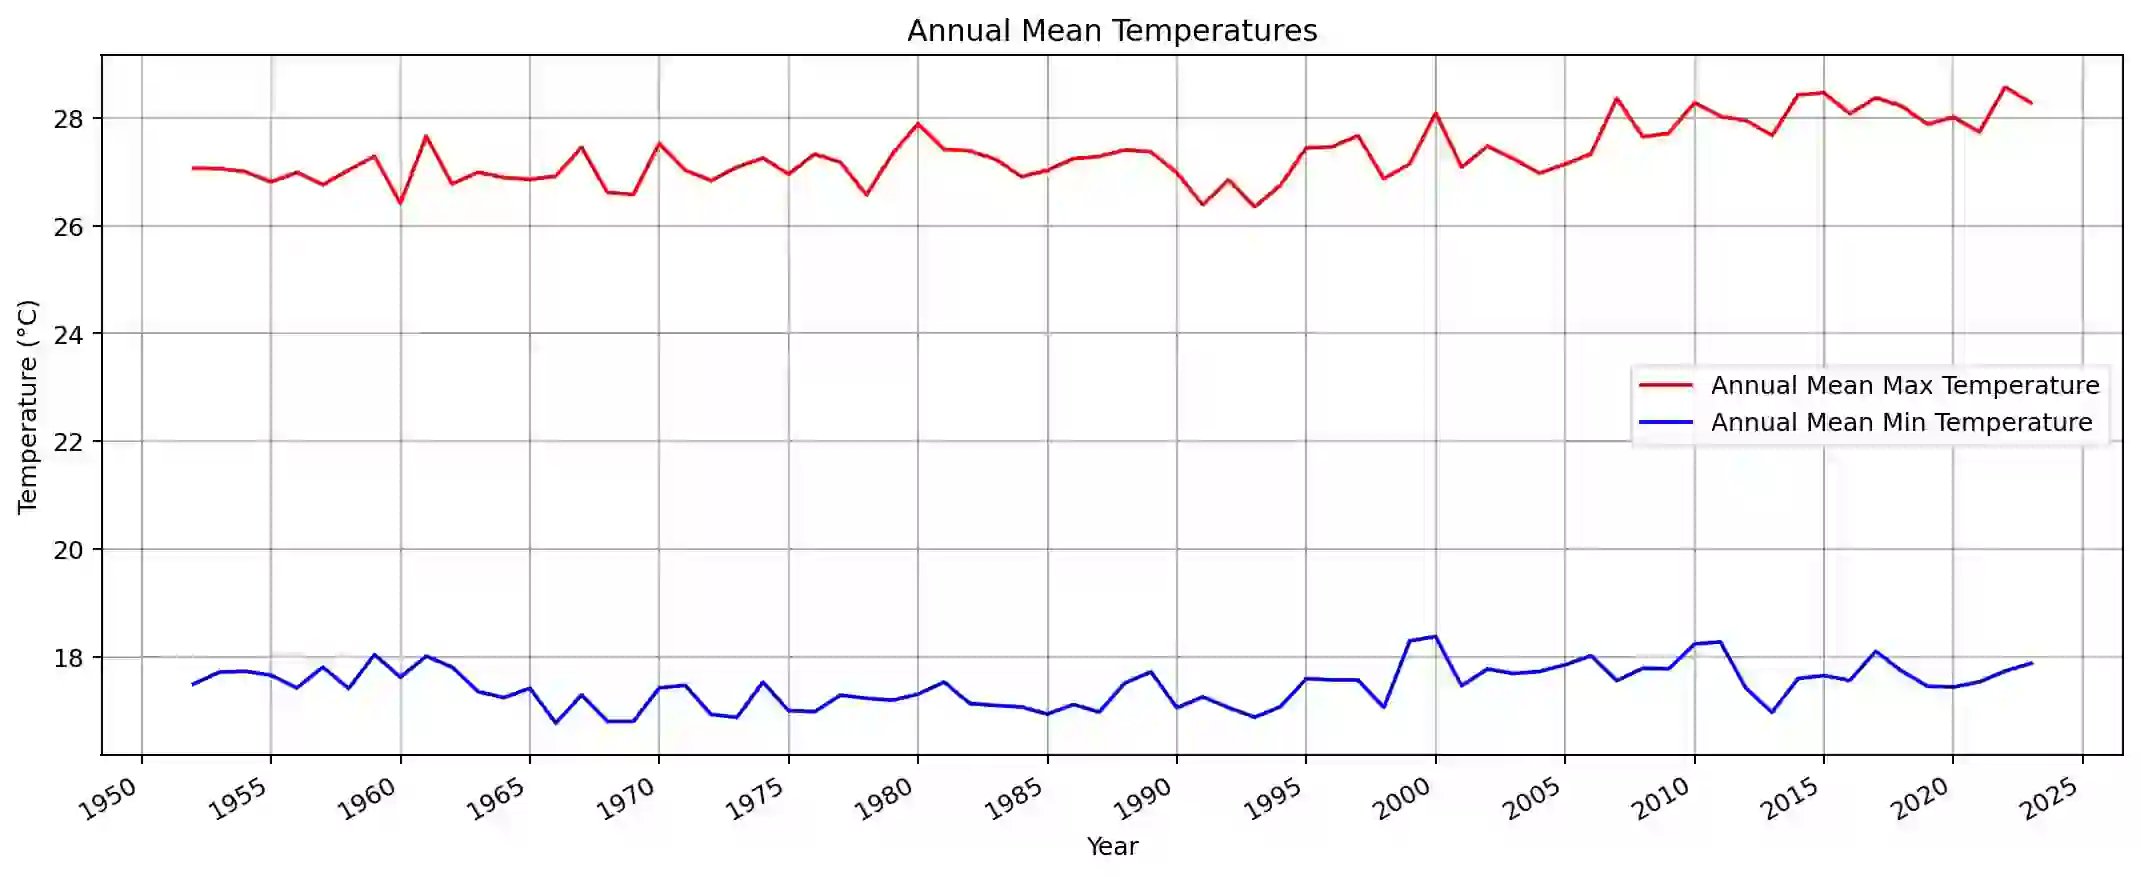 Annual Mean Temperatures
Temperature (°C)
28
26
24
22
20
18
Annual Mean Max Temperature
Annual Mean Min Temperature
1950 1955 1960 1965 1970 1975 1980 1985 1990 1995 2000 2005 2010 2015 2020 2025
Year